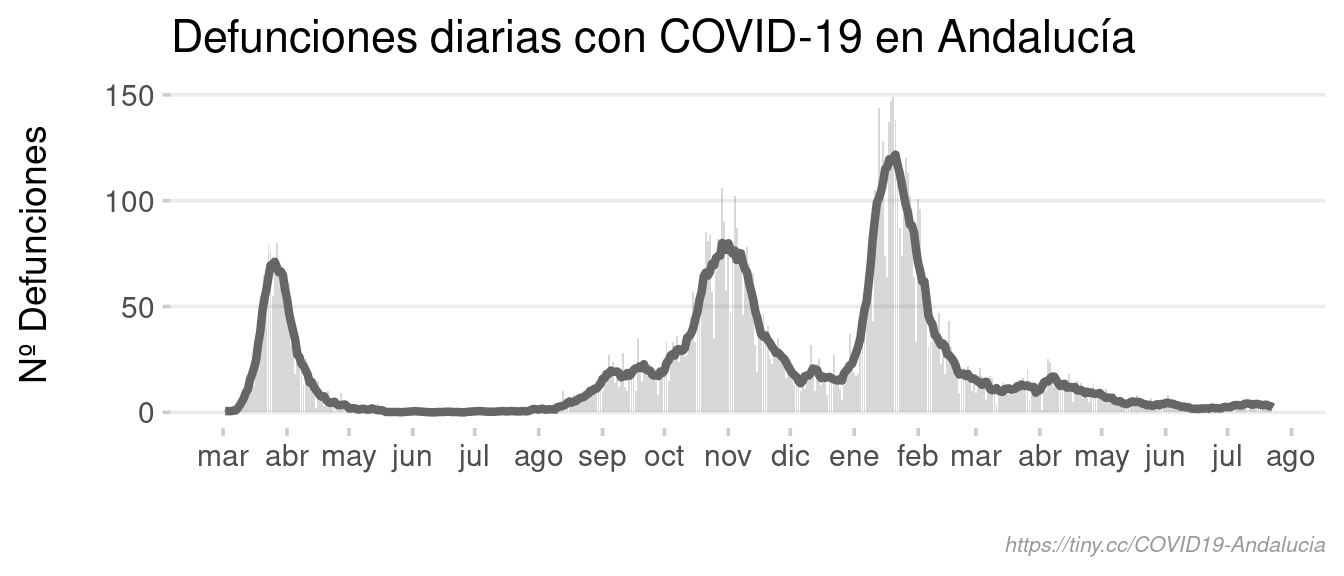 Defunciones diarias con COVID-19 en Andalucía
Nº Defunciones
150
100
50
0
mar abr may jun jul ago sep oct nov dic ene feb mar abr may jun jul ago
https://tiny.cc/COVID19-Andalucia